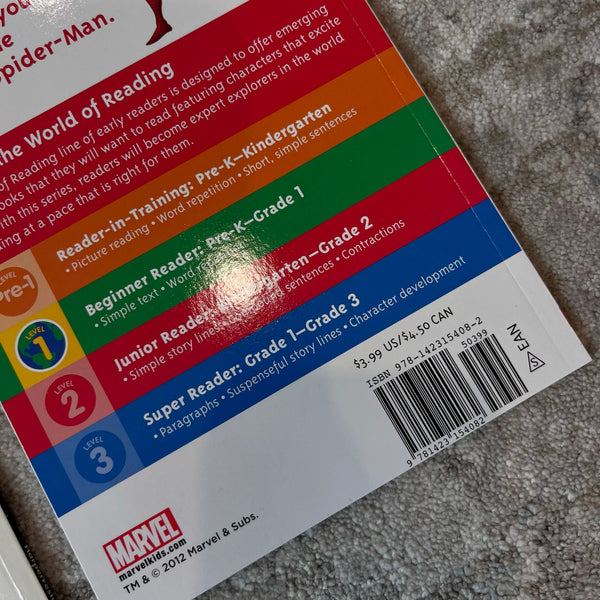 you
e
Spider-Man.
he World of Reading
of Reading line of early readers is designed to offer emerging
ooks that they will want to read featuring characters that excite
ith this series, readers will become expert explorers in the world
ing at a pace that is right for them.
LEVEL
Pre-1
Reader-in-Training: Pre-K—Kindergarten
• Picture reading • Word repetition • Short, simple sentences
LEVEL
1
Beginner Reader: Pre-K—Grade 1
• Simple text • Word
LEVEL
2
Junior Reader: Kindergarten—Grade 2
• Simple story lines sentences • Contractions
LEVEL
3
Super Reader: Grade 1—Grade 3
• Paragraphs • Suspenseful story lines • Character development
$3.99 US/$4.50 CAN
ISBN 978-142315408-2
50399
9 781423 154082
EAN
MARVEL
marvelkids.com
TM & © 2012 Marvel & Subs.